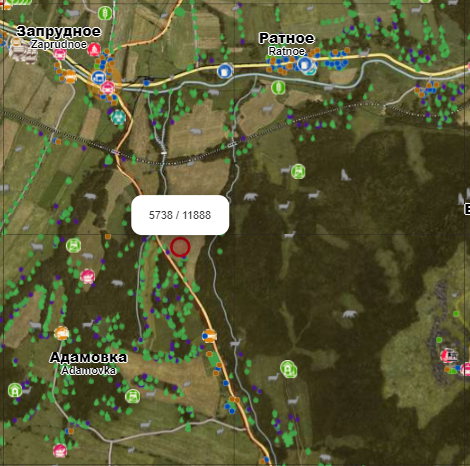 Запрудное
Zaprudnoe
Ратное
Ratnoe
5738 / 11888
Адамовка
Adamovka